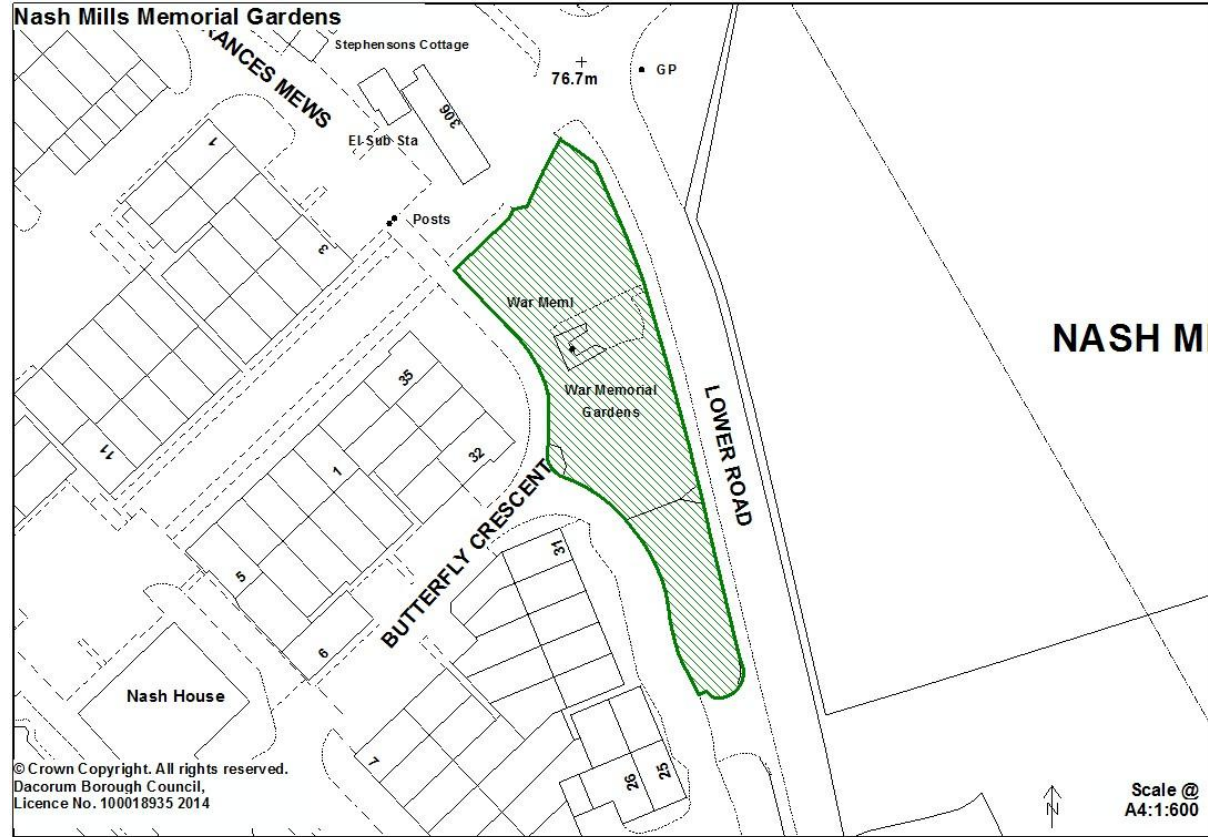 Nash Mills Memorial Gardens
Stephensons Cottage
76.7m
GP
306
El Sub Sta
1
Posts
3
War Meml
NASH
35
War Memorial
Gardens
LOWER ROAD
11
1
32
BUTTERFLY CRESCENT
31
5
6
Nash House
7
26
25
© Crown Copyright. All rights reserved.
Dacorum Borough Council,
Licence No. 100018935 2014
N
Scale @
A4:1:600
MEWS